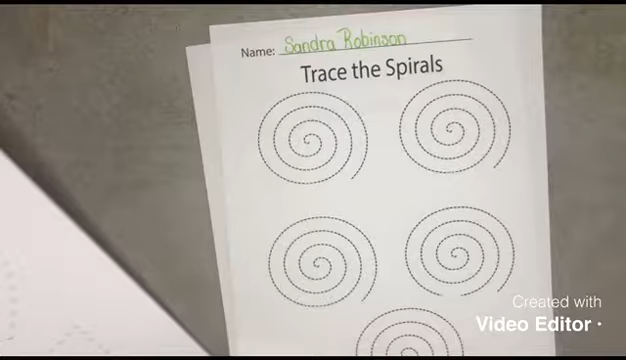 Name: Sandra Robinson
Trace the Spirals
Created with
Video Editor